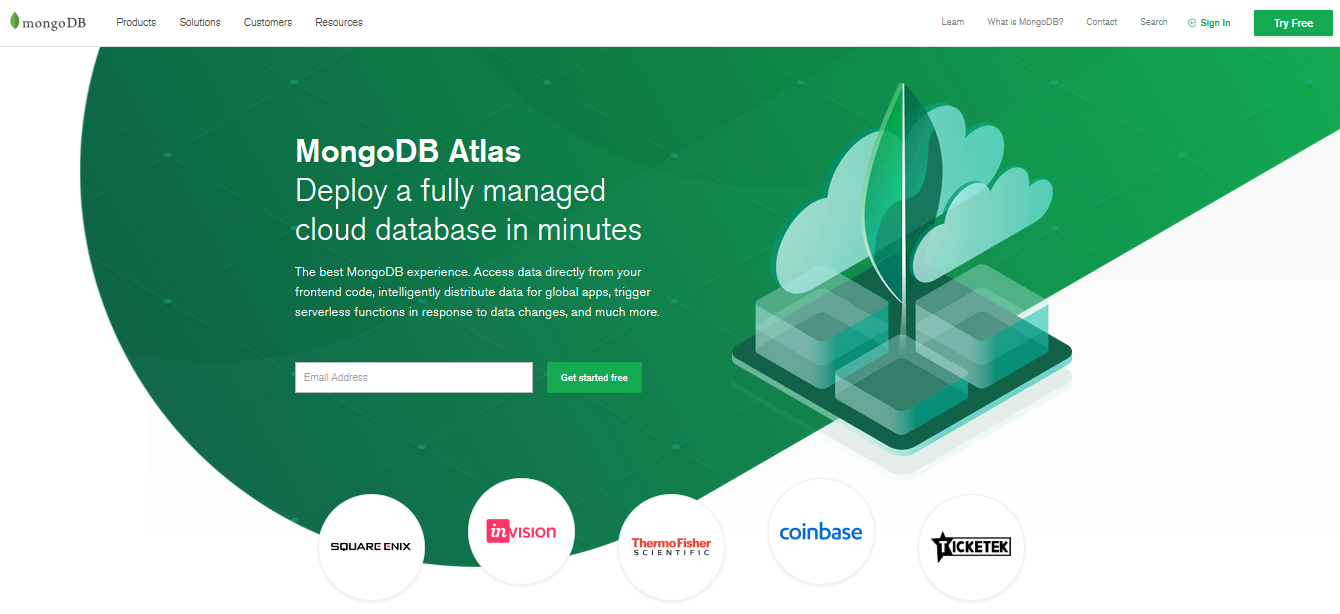 mongoDB
Products
Solutions
Customers
Resources
Learn
What is MongoDB?
Contact
Search
Sign In
Try Free
MongoDB Atlas
Deploy a fully managed
cloud database in minutes
The best MongoDB experience. Access data directly from your
frontend code, intelligently distribute data for global apps, trigger
serverless functions in response to data changes, and much more.
Email Address
Get started free
SQUARE ENIX
inVISION
ThermoFisher
SCIENTIFIC
coinbase
TICKETEK